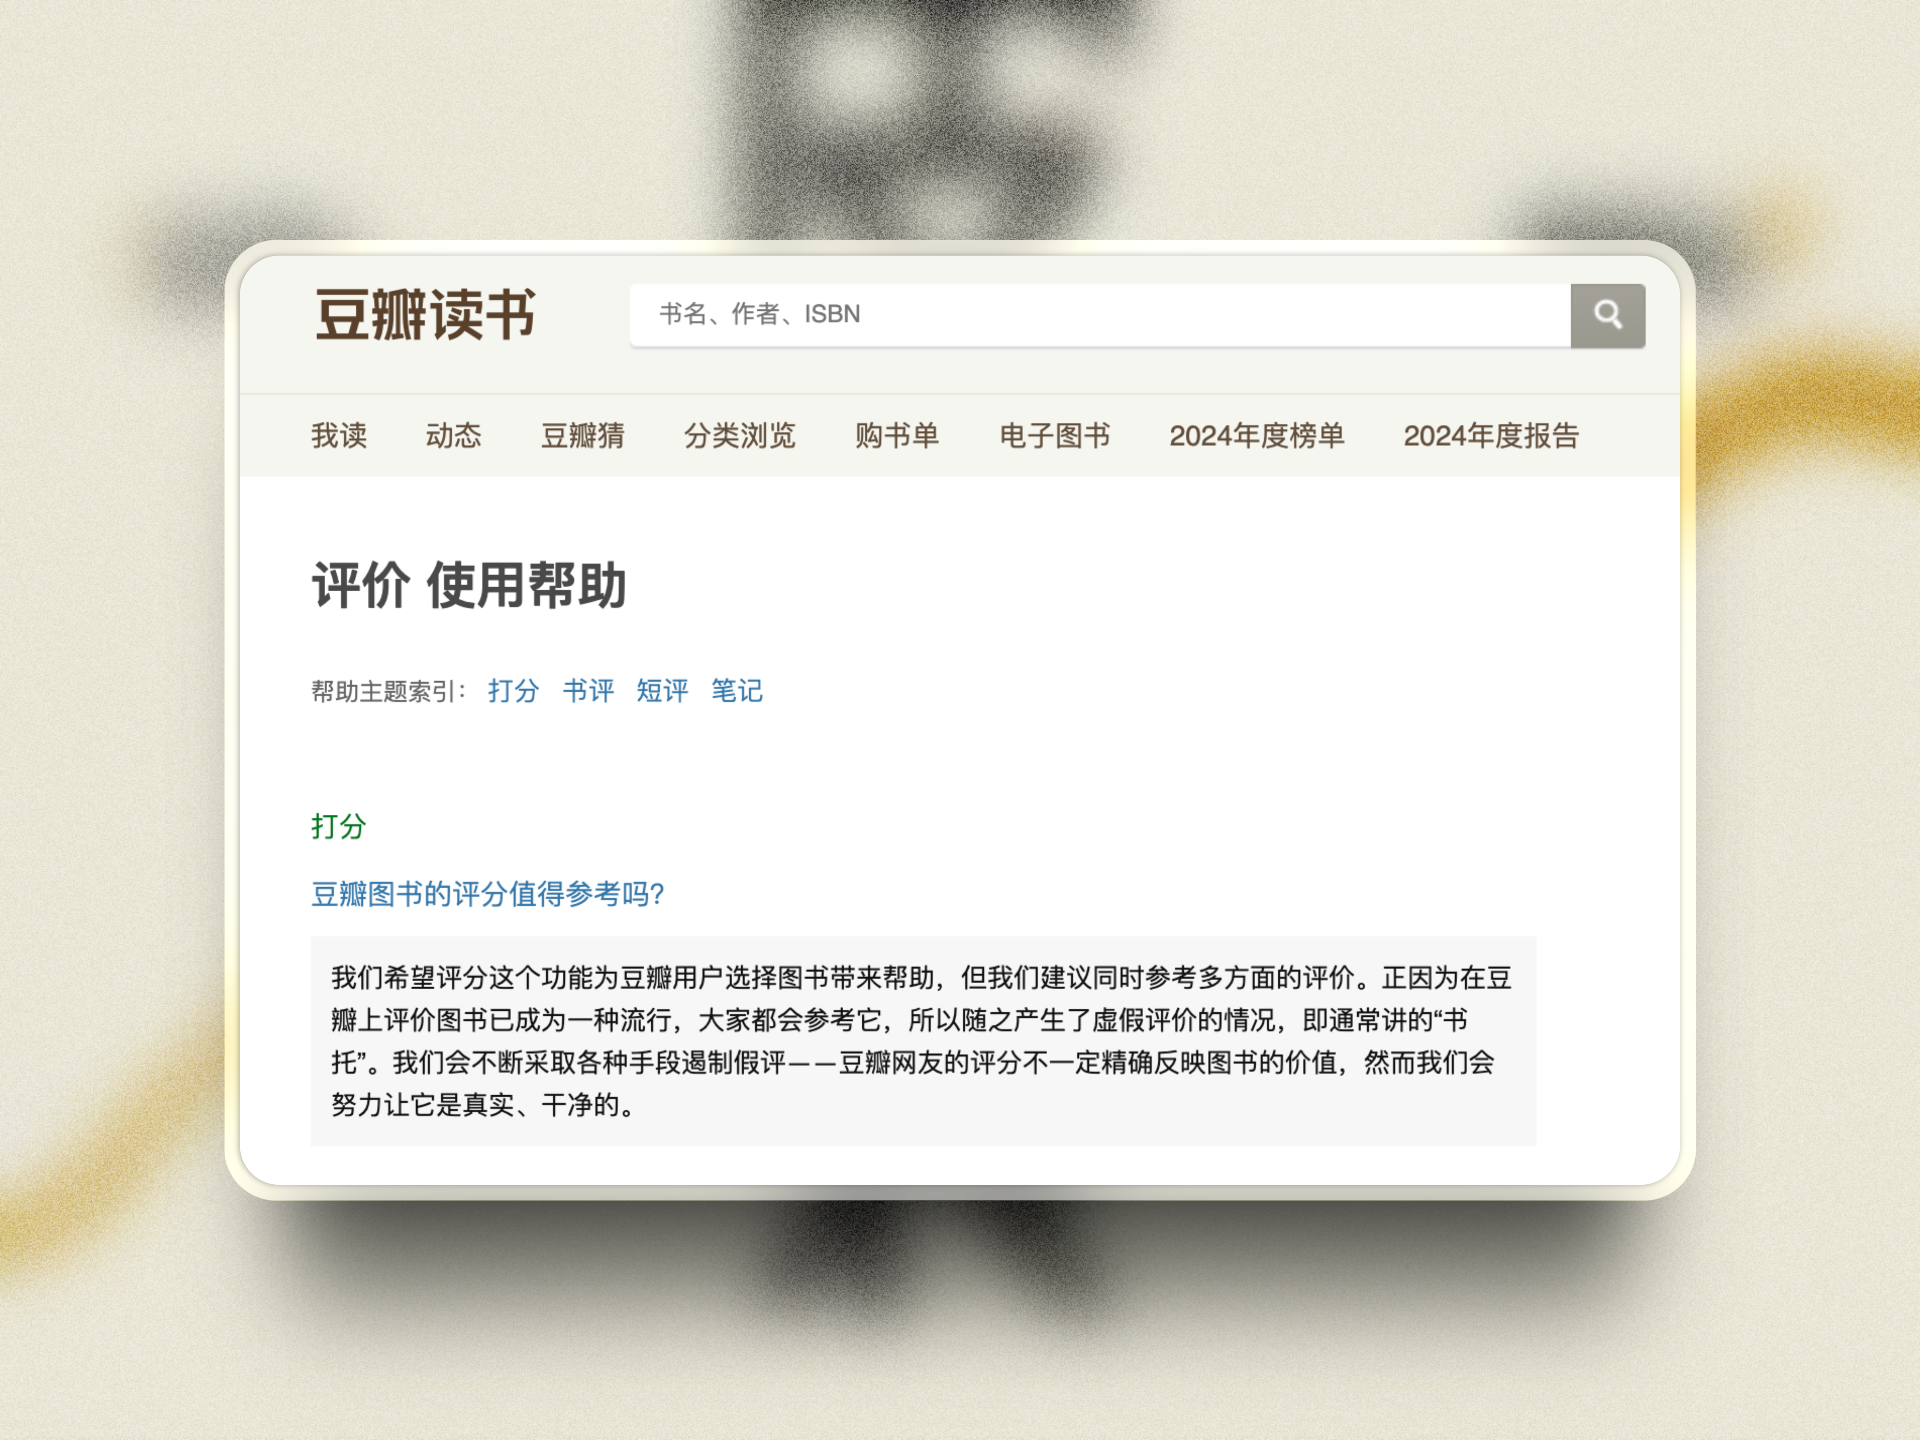 豆瓣读书
书名、作者、ISBN
我读 动态 豆瓣猜 分类浏览 购书单 电子图书 2024年度榜单 2024年度报告
评价 使用帮助
帮助主题索引： 打分 书评 短评 笔记
打分
豆瓣图书的评分值得参考吗?
我们希望评分这个功能为豆瓣用户选择图书带来帮助，但我们建议同时参考多方面的评价。正因为在豆
瓣上评价图书已成为一种流行，大家都会参考它，所以随之产生了虚假评价的情况，即通常讲的“书
托”。我们会不断采取各种手段遏制假评——豆瓣网友的评分不一定精确反映图书的价值，然而我们会
努力让它是真实、干净的。